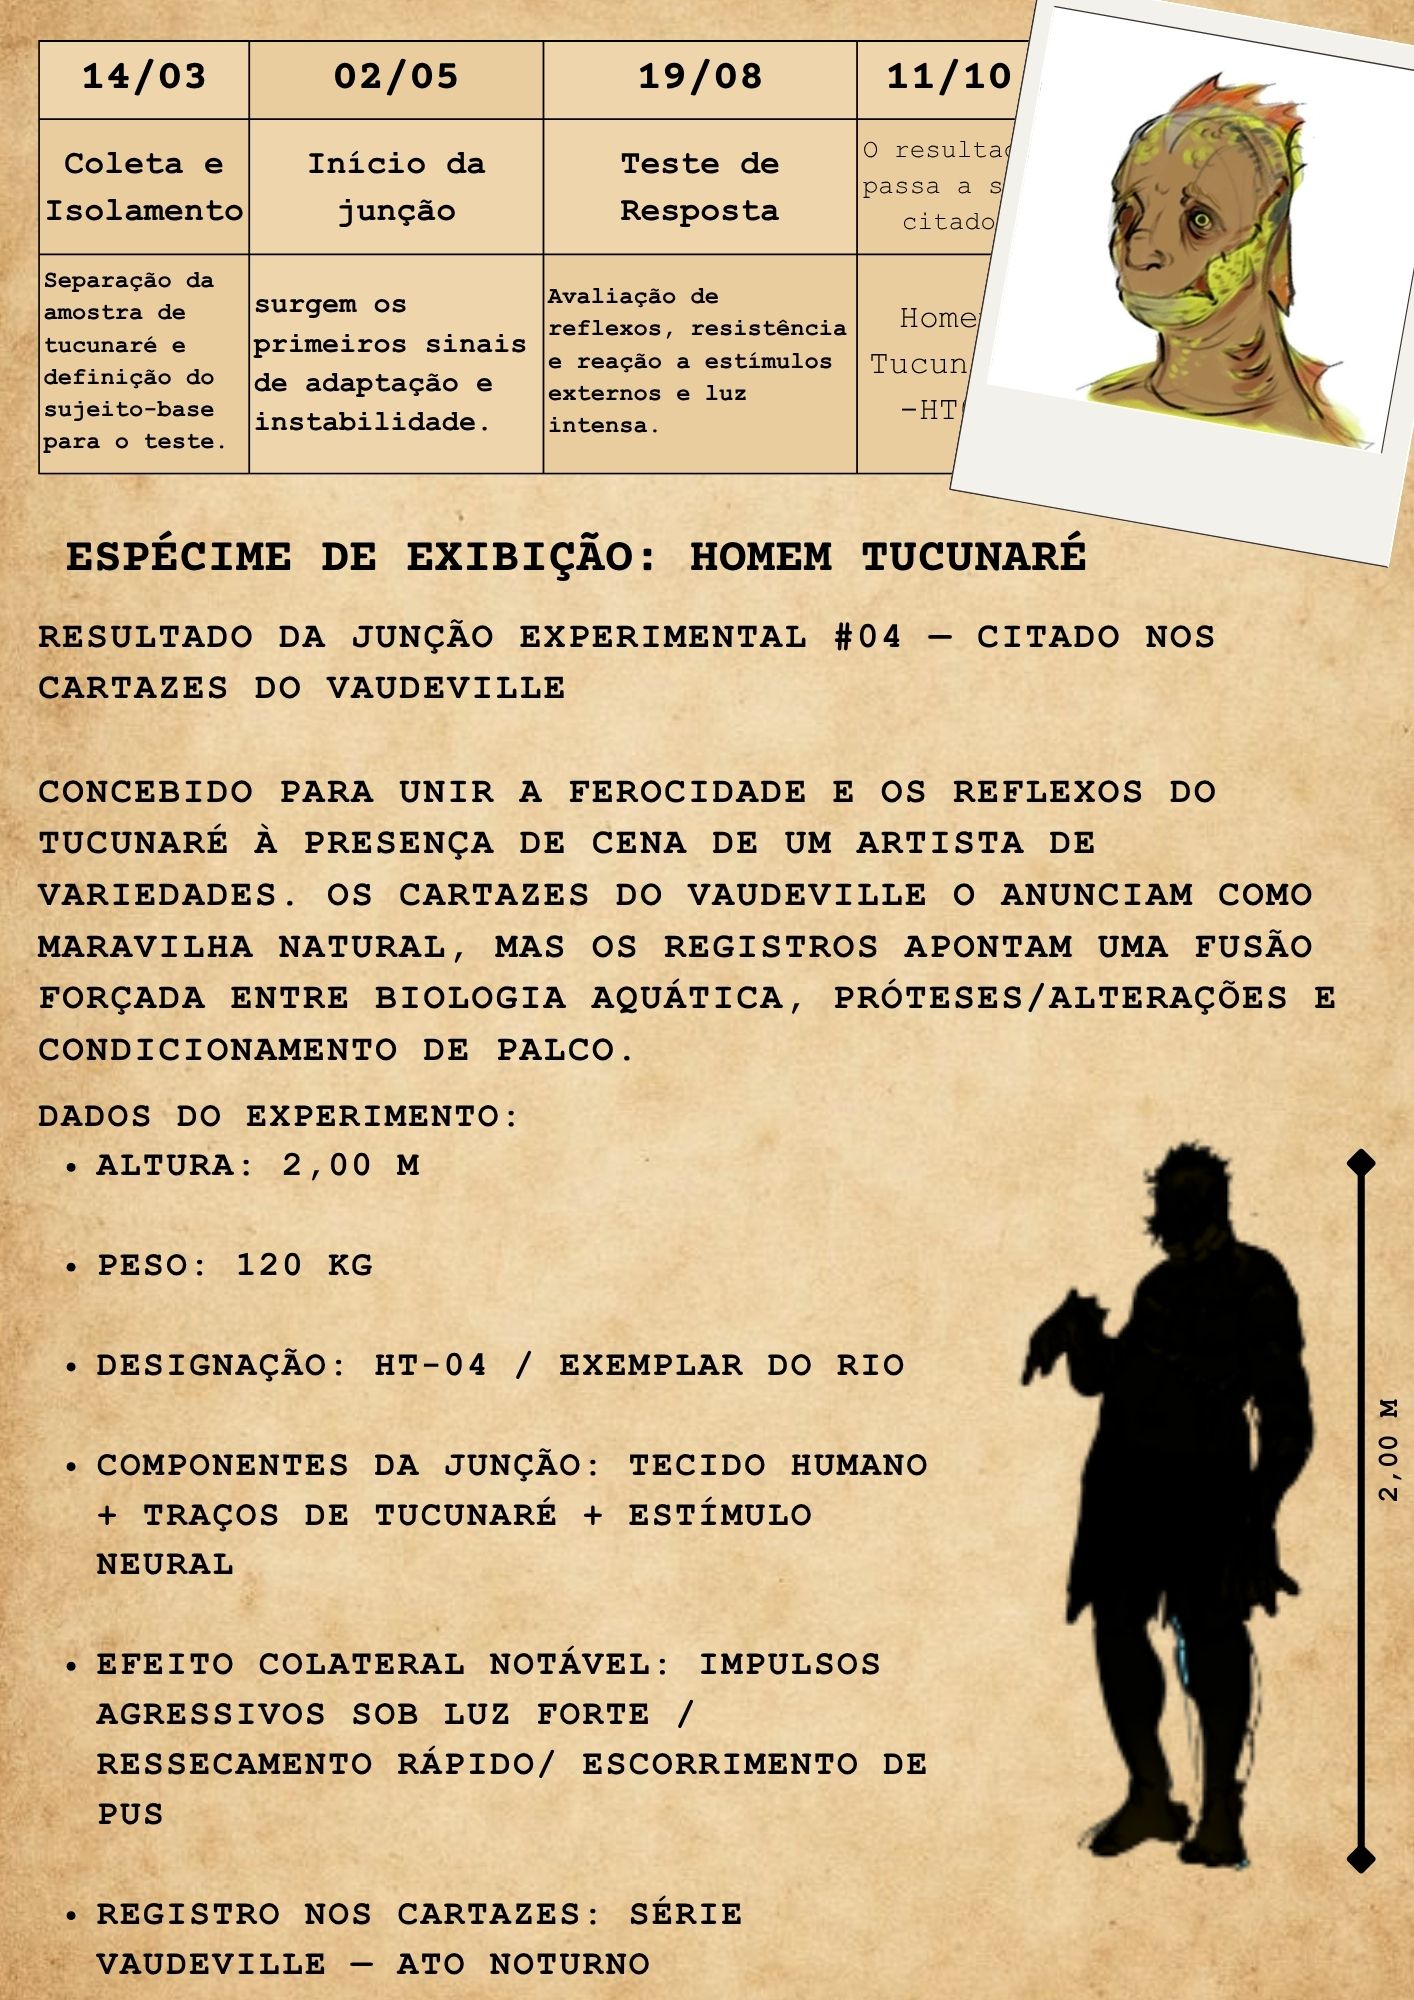 14/03
02/05
19/08
11/10
Coleta e
Isolamento
Início da
junção
Teste de
Resposta
O
passa a
citado
Separação da
amostra de
tucunaré e
definição do
sujeito-base
para o teste.
surgem os
primeiros sinais
de adaptação e
instabilidade.
Avaliação de
reflexos, resistência
e reação a estímulos
externos e luz
intensa.
ESPÉCIME DE EXIBIÇÃO: HOMEM TUCUNARÉ
RESULTADO DA JUNÇÃO EXPERIMENTAL #04 — CITADO NOS
CARTAZES DO VAUDEVILLE
CONCEBIDO PARA UNIR A FEROCIDADE E OS REFLEXOS DO
TUCUNARÉ À PRESENÇA DE CENA DE UM ARTISTA DE
VARIEDADES. OS CARTAZES DO VAUDEVILLE O ANUNCIAM COMO
MARAVILHA NATURAL, MAS OS REGISTROS APONTAM UMA FUSÃO
FORÇADA ENTRE BIOLOGIA AQUÁTICA, PRÓTESES/ALTERAÇÕES E
CONDICIONAMENTO DE PALCO.
DADOS DO EXPERIMENTO:
• ALTURA: 2,00 M
• PESO: 120 KG
• DESIGNAÇÃO: HT-04 / EXEMPLAR DO RIO
• COMPONENTES DA JUNÇÃO: TECIDO HUMANO
+ TRAÇOS DE TUCUNARÉ + ESTÍMULO
NEURAL
• EFEITO COLATERAL NOTÁVEL: IMPULSOS
AGRESSIVOS SOB LUZ FORTE /
RESSECAMENTO RÁPIDO/ ESCORRIMENTO DE
PUS
• REGISTRO NOS CARTAZES: SÉRIE
VAUDEVILLE — ATO NOTURNO
2,00 M